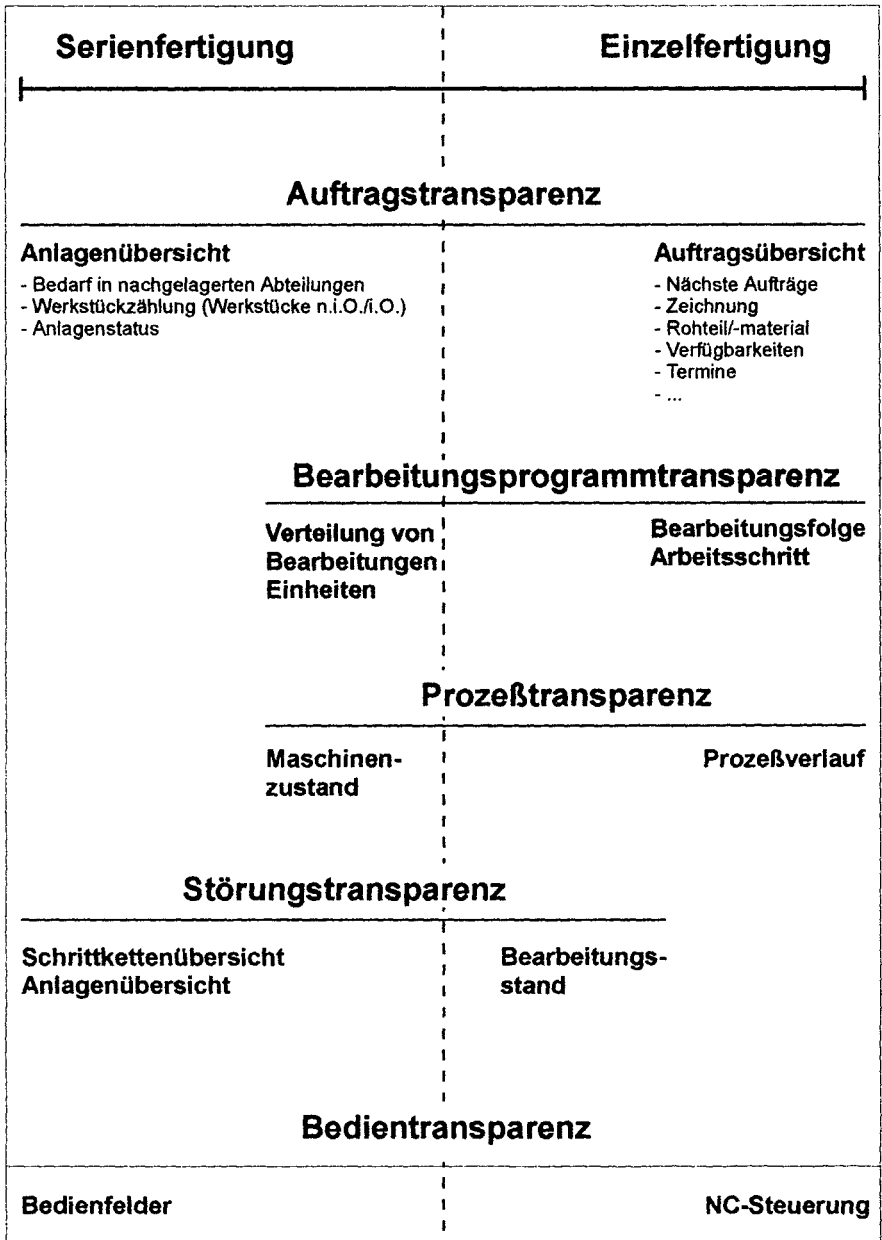 Serienfertigung
Einzelfertigung
Auftragstransparenz
Anlagenübersicht
- Bedarf in nachgelagerten Abteilungen
- Werkstückzählung (Werkstücke n.i.O./i.O.)
- Anlagenstatus
Auftragsübersicht
- Nächste Aufträge
- Zeichnung
- Rohteil/-material
- Verfügbarkeiten
- Termine
- ...
Bearbeitungsprogrammtransparenz
Verteilung von
Bearbeitungen
Einheiten
Bearbeitungsfolge
Arbeitsschritt
Prozeßtransparenz
Maschinen-
zustand
Prozeßverlauf
Störungstransparenz
Schrittkettenübersicht
Anlagenübersicht
Bearbeitungs-
stand
Bedientransparenz
Bedienfelder
NC-Steuerung